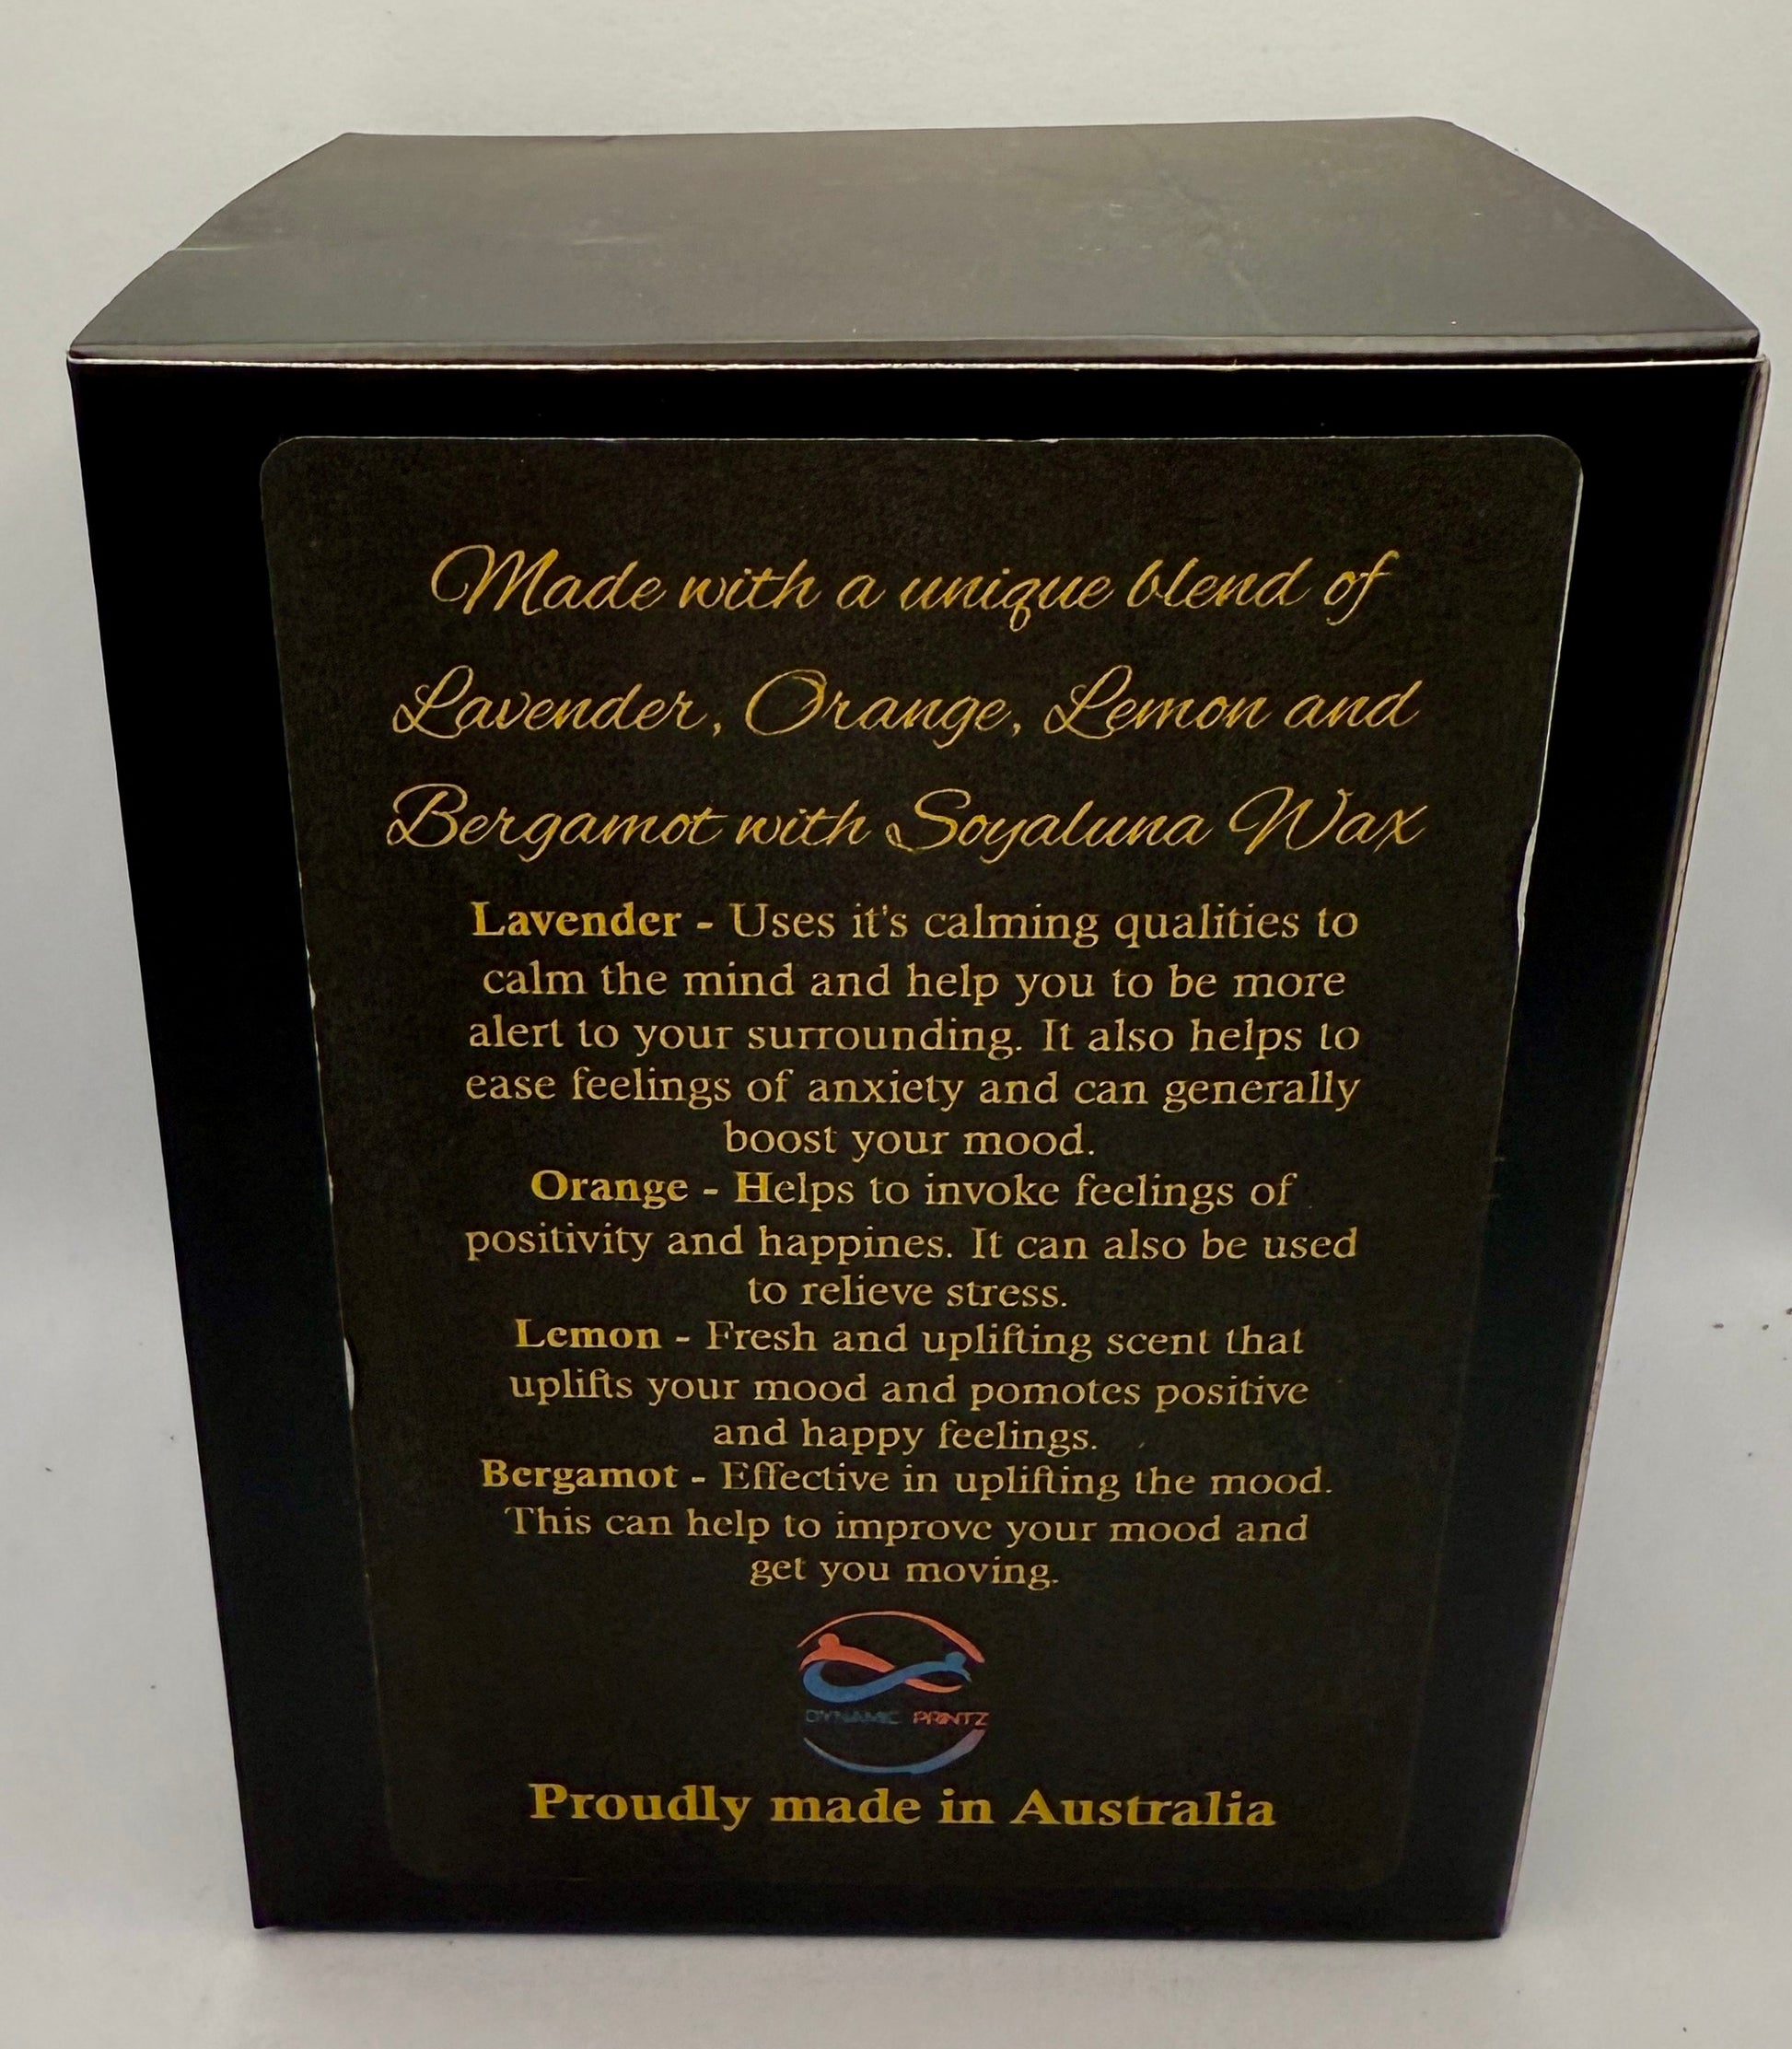 Made with a unique blend of
Lavender, Orange, Lemon and
Bergamot with Soyaluna Wax
Lavender - Uses it's calming qualities to
calm the mind and help you to be more
alert to your surrounding. It also helps to
ease feelings of anxiety and can generally
boost your mood.
Orange - Helps to invoke feelings of
positivity and happines. It can also be used
to relieve stress.
Lemon - Fresh and uplifting scent that
uplifts your mood and pomotes positive
and happy feelings.
Bergamot - Effective in uplifting the mood.
This can help to improve your mood and
get you moving.
DYNAMIC PRINTZ
Proudly made in Australia